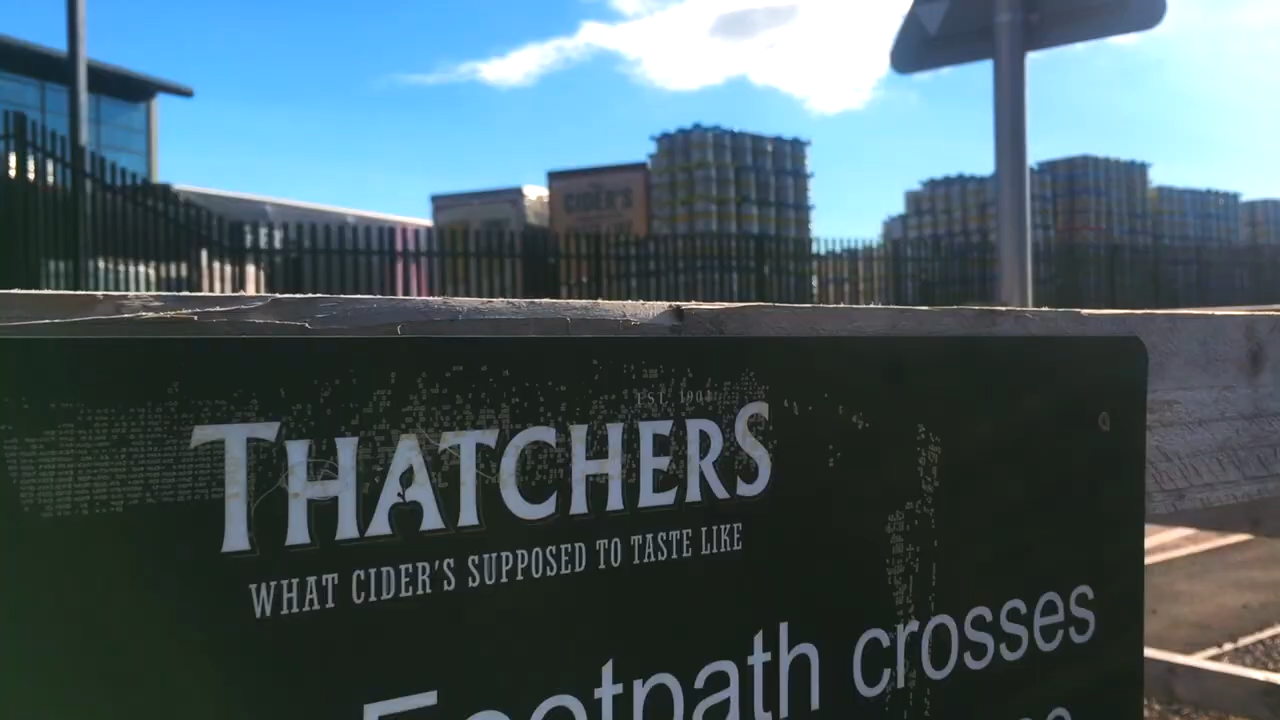 CIDER'S
EST. 1904
THATCHERS
WHAT CIDER'S SUPPOSED TO TASTE LIKE
Footpath crosses